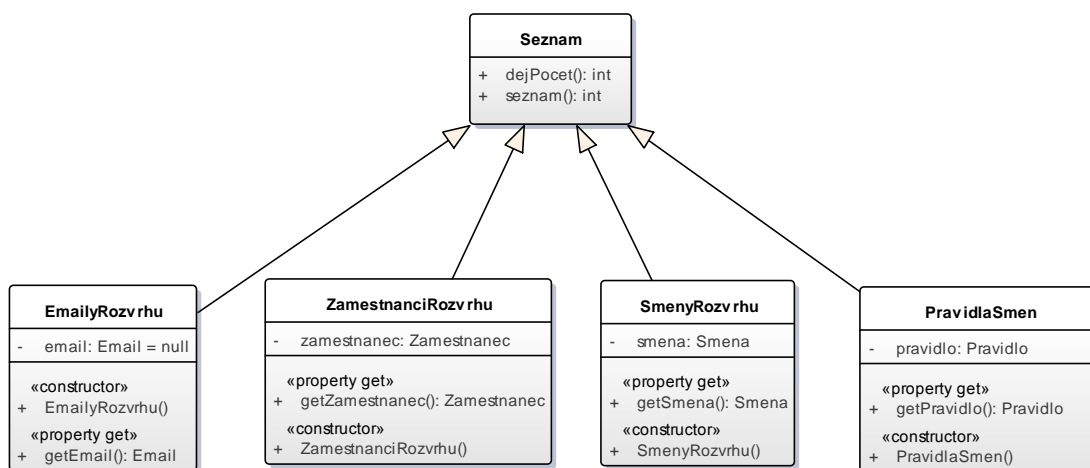 Seznam
+ dejPocet(): int
+ seznam(): int
EmailyRozvrhu
- email: Email = null
«constructor»
+ EmailyRozvrhu()
«property get»
+ getEmail(): Email
ZamestnanciRozvrhu
- zamestnanec: Zamestnanec
«property get»
+ getZamestnanec(): Zamestnanec
«constructor»
+ ZamestnanciRozvrhu()
SmenyRozvrhu
- smena: Smena
«property get»
+ getSmena(): Smena
«constructor»
+ SmenyRozvrhu()
PravidlaSmen
- pravidlo: Pravidlo
«property get»
+ getPravidlo(): Pravidlo
«constructor»
+ PravidlaSmen()